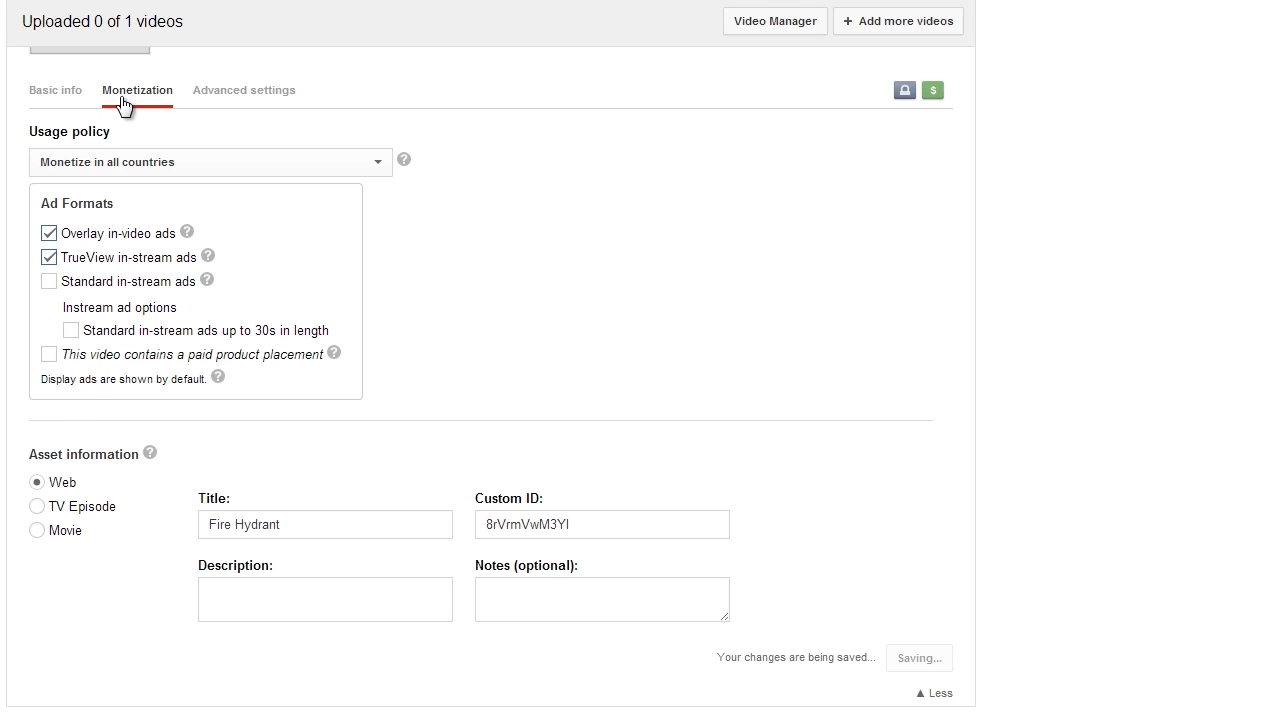 Uploaded 0 of 1 videos
Video Manager
+ Add more videos
Basic info
Monetization
Advanced settings
$
Usage policy
Monetize in all countries
?
Ad Formats
Overlay in-video ads ?
TrueView in-stream ads ?
Standard in-stream ads ?
Instream ad options
Standard in-stream ads up to 30s in length
This video contains a paid product placement ?
Display ads are shown by default. ?
Asset information ?
Web
TV Episode
Movie
Title:
Fire Hydrant
Custom ID:
8rVrmVwM3YI
Description:
Notes (optional):
Your changes are being saved...
Saving...
▲ Less